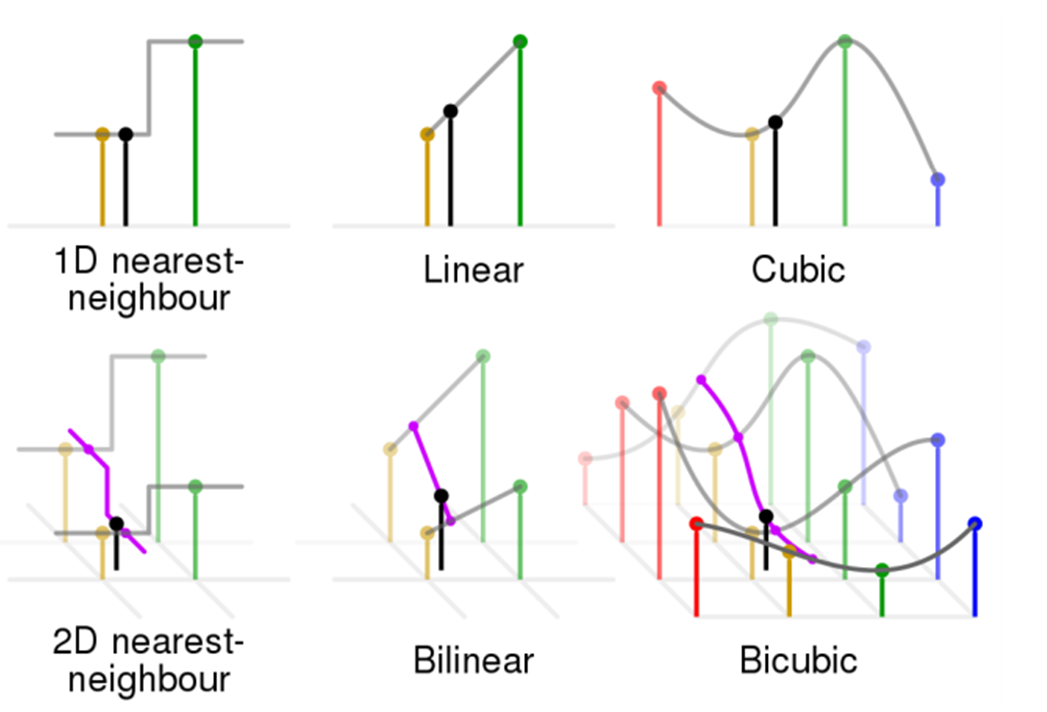 1D nearest-
neighbour
Linear
Cubic
2D nearest-
neighbour
Bilinear
Bicubic